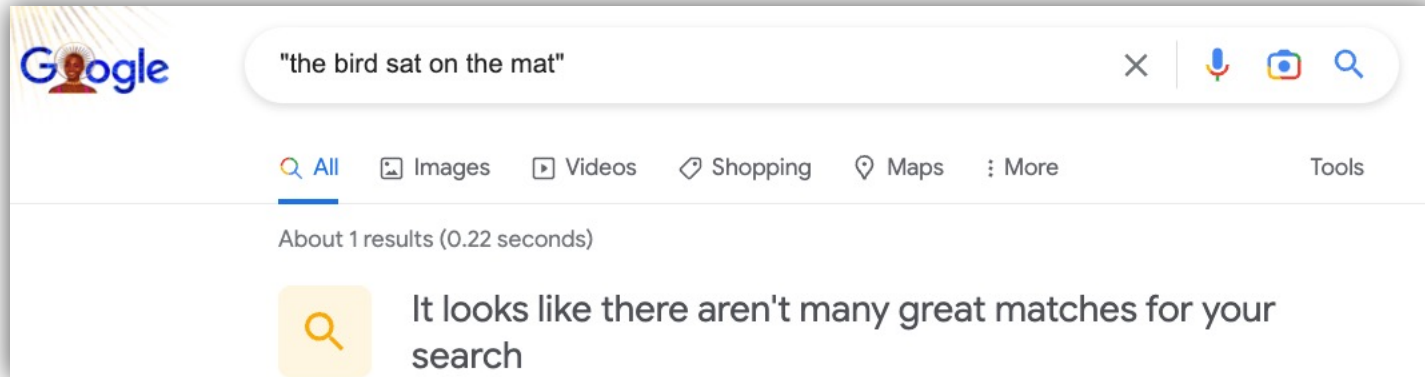 Google
"the bird sat on the mat"
All Images Videos Shopping Maps More Tools
About 1 results (0.22 seconds)
It looks like there aren't many great matches for your
search